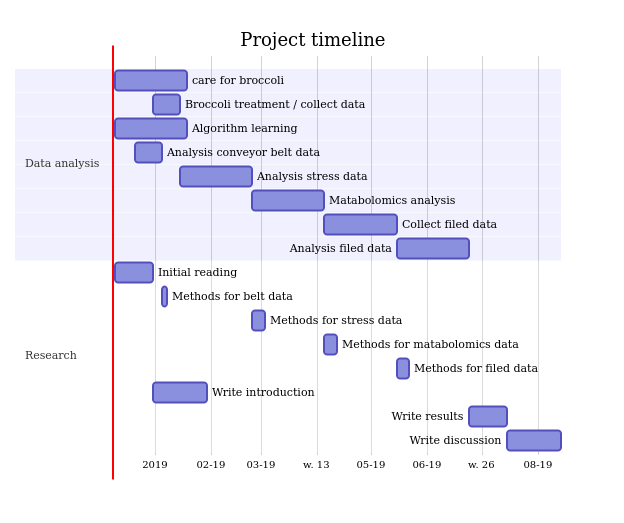 Project timeline
care for broccoli
Broccoli treatment / collect data
Algorithm learning
Analysis conveyor belt data
Data analysis
Analysis stress data
Matabolomics analysis
Collect filed data
Analysis filed data
Initial reading
Methods for belt data
Methods for stress data
Methods for matabolomics data
Research
Methods for filed data
Write introduction
Write results
Write discussion
2019 02-19 03-19 w. 13 05-19 06-19 w. 26 08-19